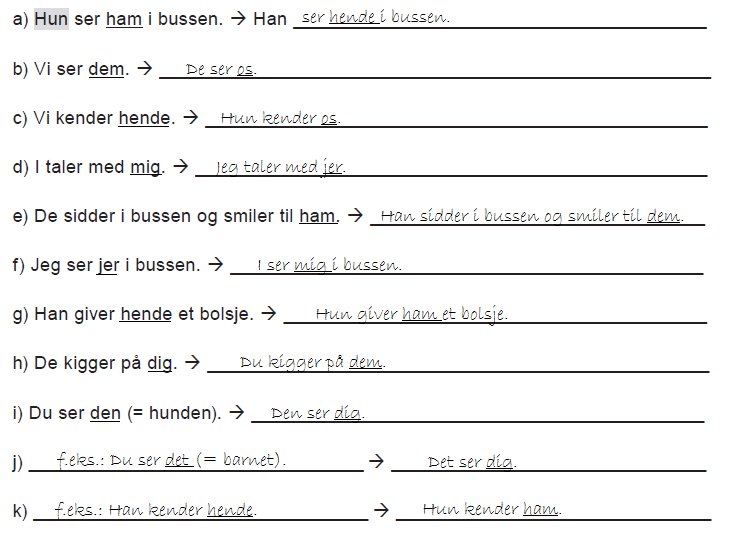 a) Hun ser ham i bussen. → Han ser hende i bussen.
b) Vi ser dem. → De ser os.
c) Vi kender hende. → Hun kender os.
d) I taler med mig. → Jeg taler med jer.
e) De sidder i bussen og smiler til ham. → Han sidder i bussen og smiler til dem.
f) Jeg ser jer i bussen. → I ser mig i bussen.
g) Han giver hende et bolsje. → Hun giver ham et bolsje.
h) De kigger på dig. → Du kigger på dem.
i) Du ser den (= hunden). → Den ser dig.
j) f.eks.: Du ser det (= barnet). → Det ser dig.
k) f.eks.: Han kender hende. → Hun kender ham.